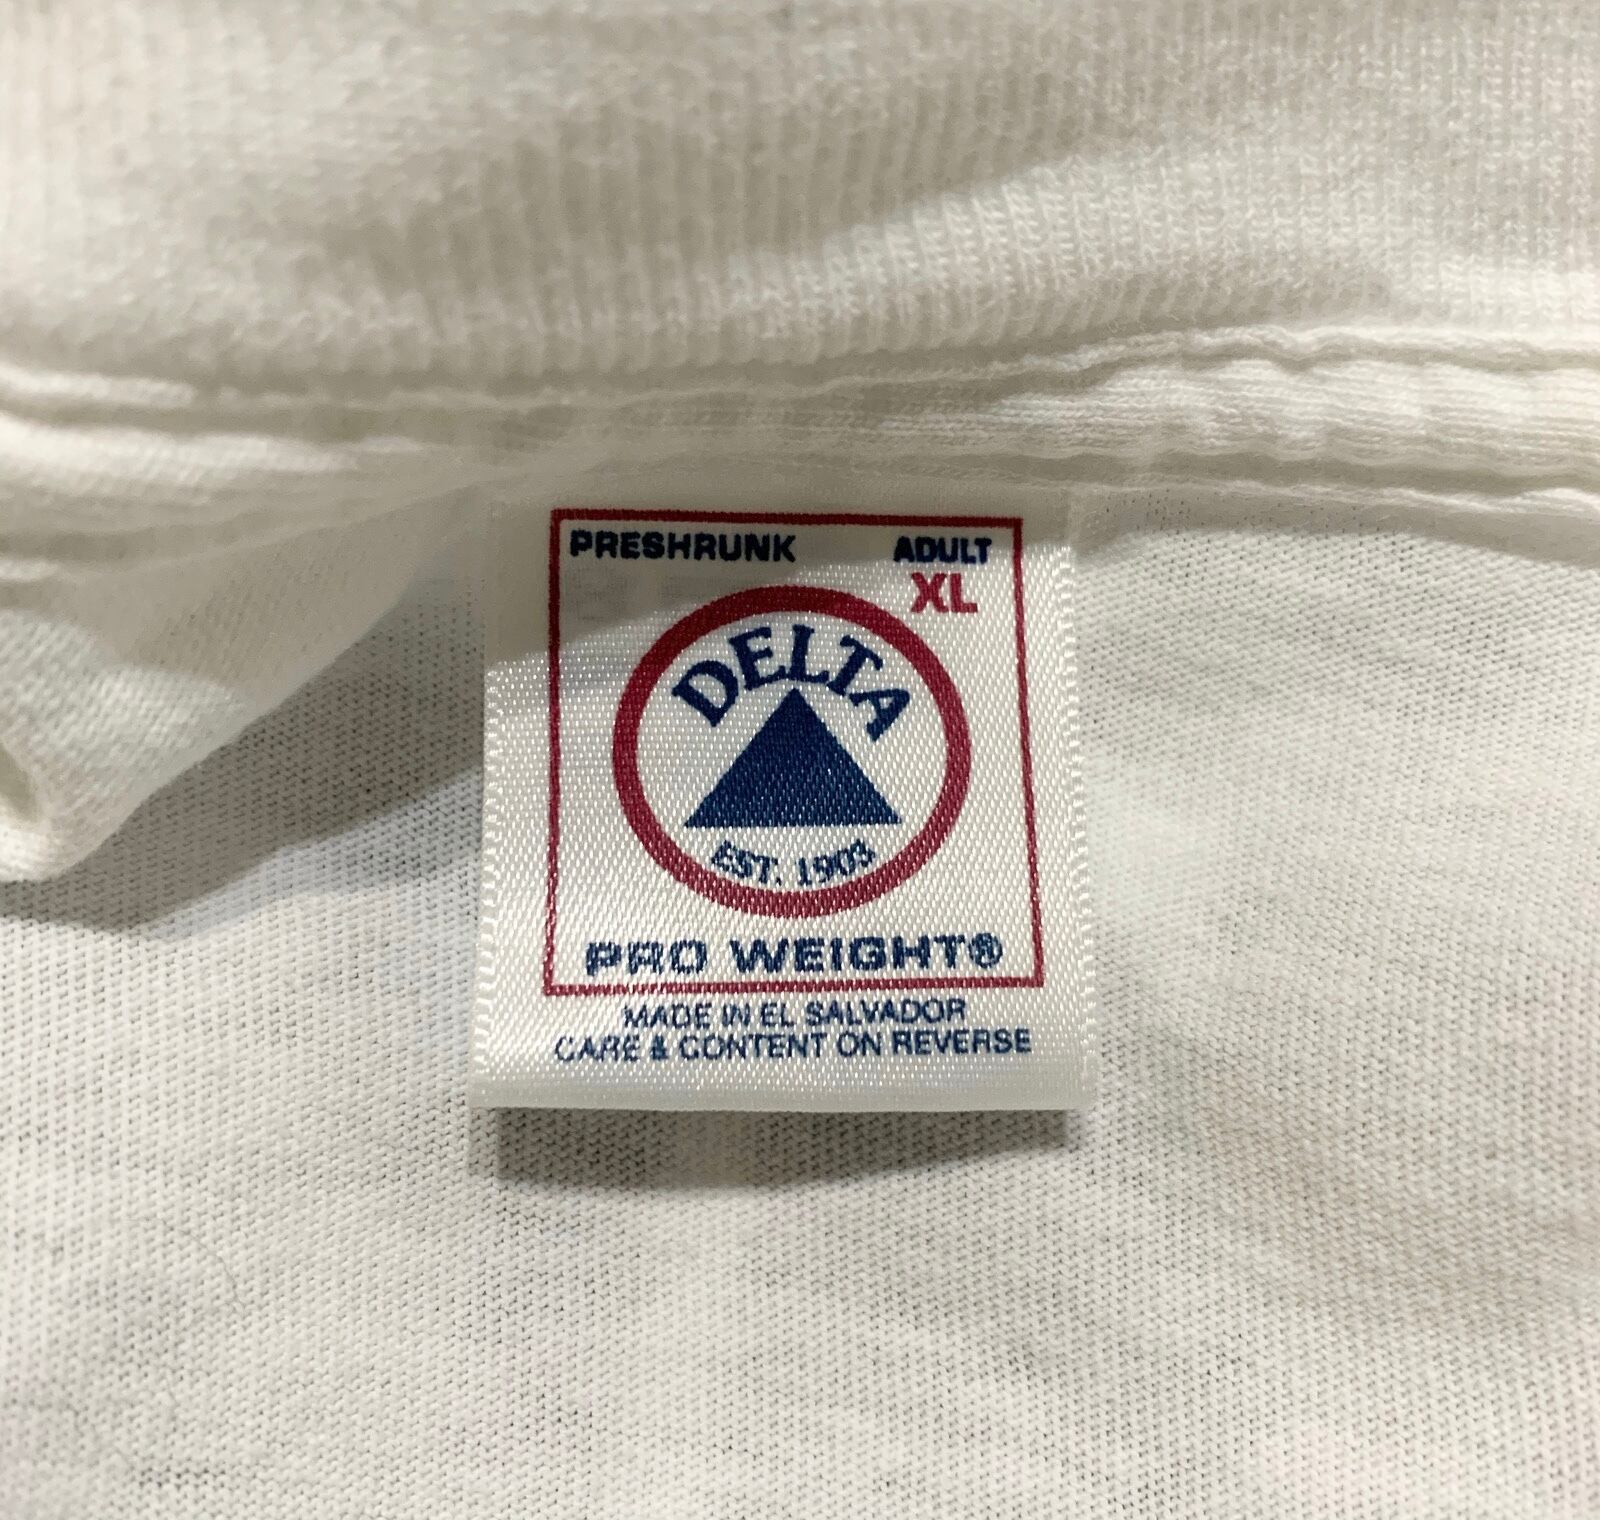 PRESHRUNK ADULT
XL
DELTA
EST. 1903
PRO WEIGHT®
MADE IN EL SALVADOR
CARE & CONTENT ON REVERSE